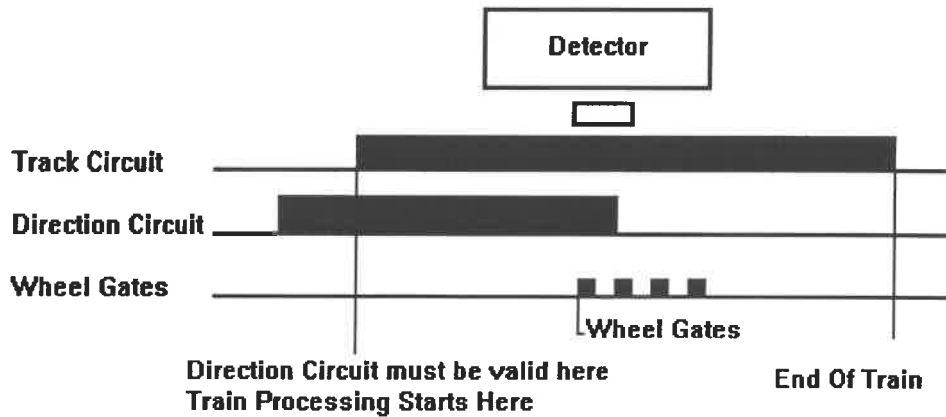 Detector
Track Circuit
Direction Circuit
Wheel Gates
Wheel Gates
Direction Circuit must be valid here
Train Processing Starts Here
End Of Train